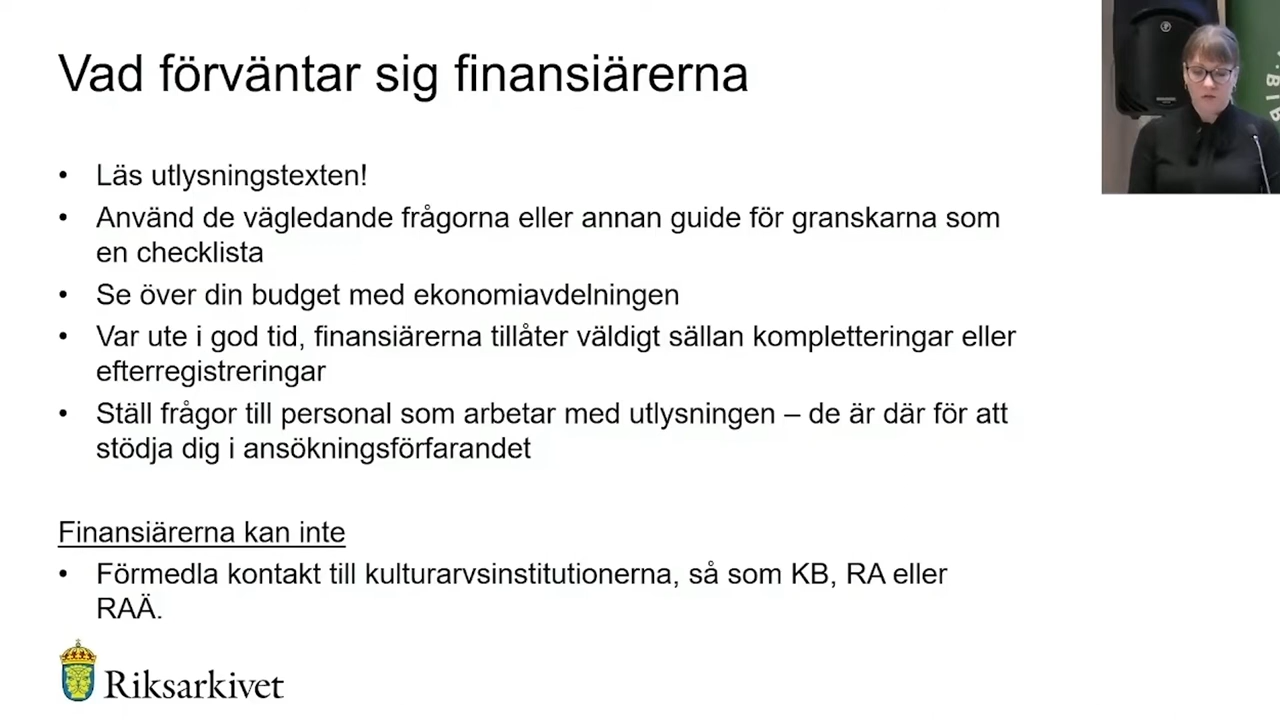 Vad förväntar sig finansiärerna
• Läs utlysningstexten!
• Använd de vägledande frågorna eller annan guide för granskarna som
en checklista
• Se över din budget med ekonomiavdelningen
• Var ute i god tid, finansiärerna tillåter väldigt sällan kompletteringar eller
efterregistreringar
• Ställ frågor till personal som arbetar med utlysningen – de är där för att
stödja dig i ansökningsförfarandet
Finansiärerna kan inte
• Förmedla kontakt till kulturarvsinstitutionerna, så som KB, RA eller
RAÄ.
Riksarkivet